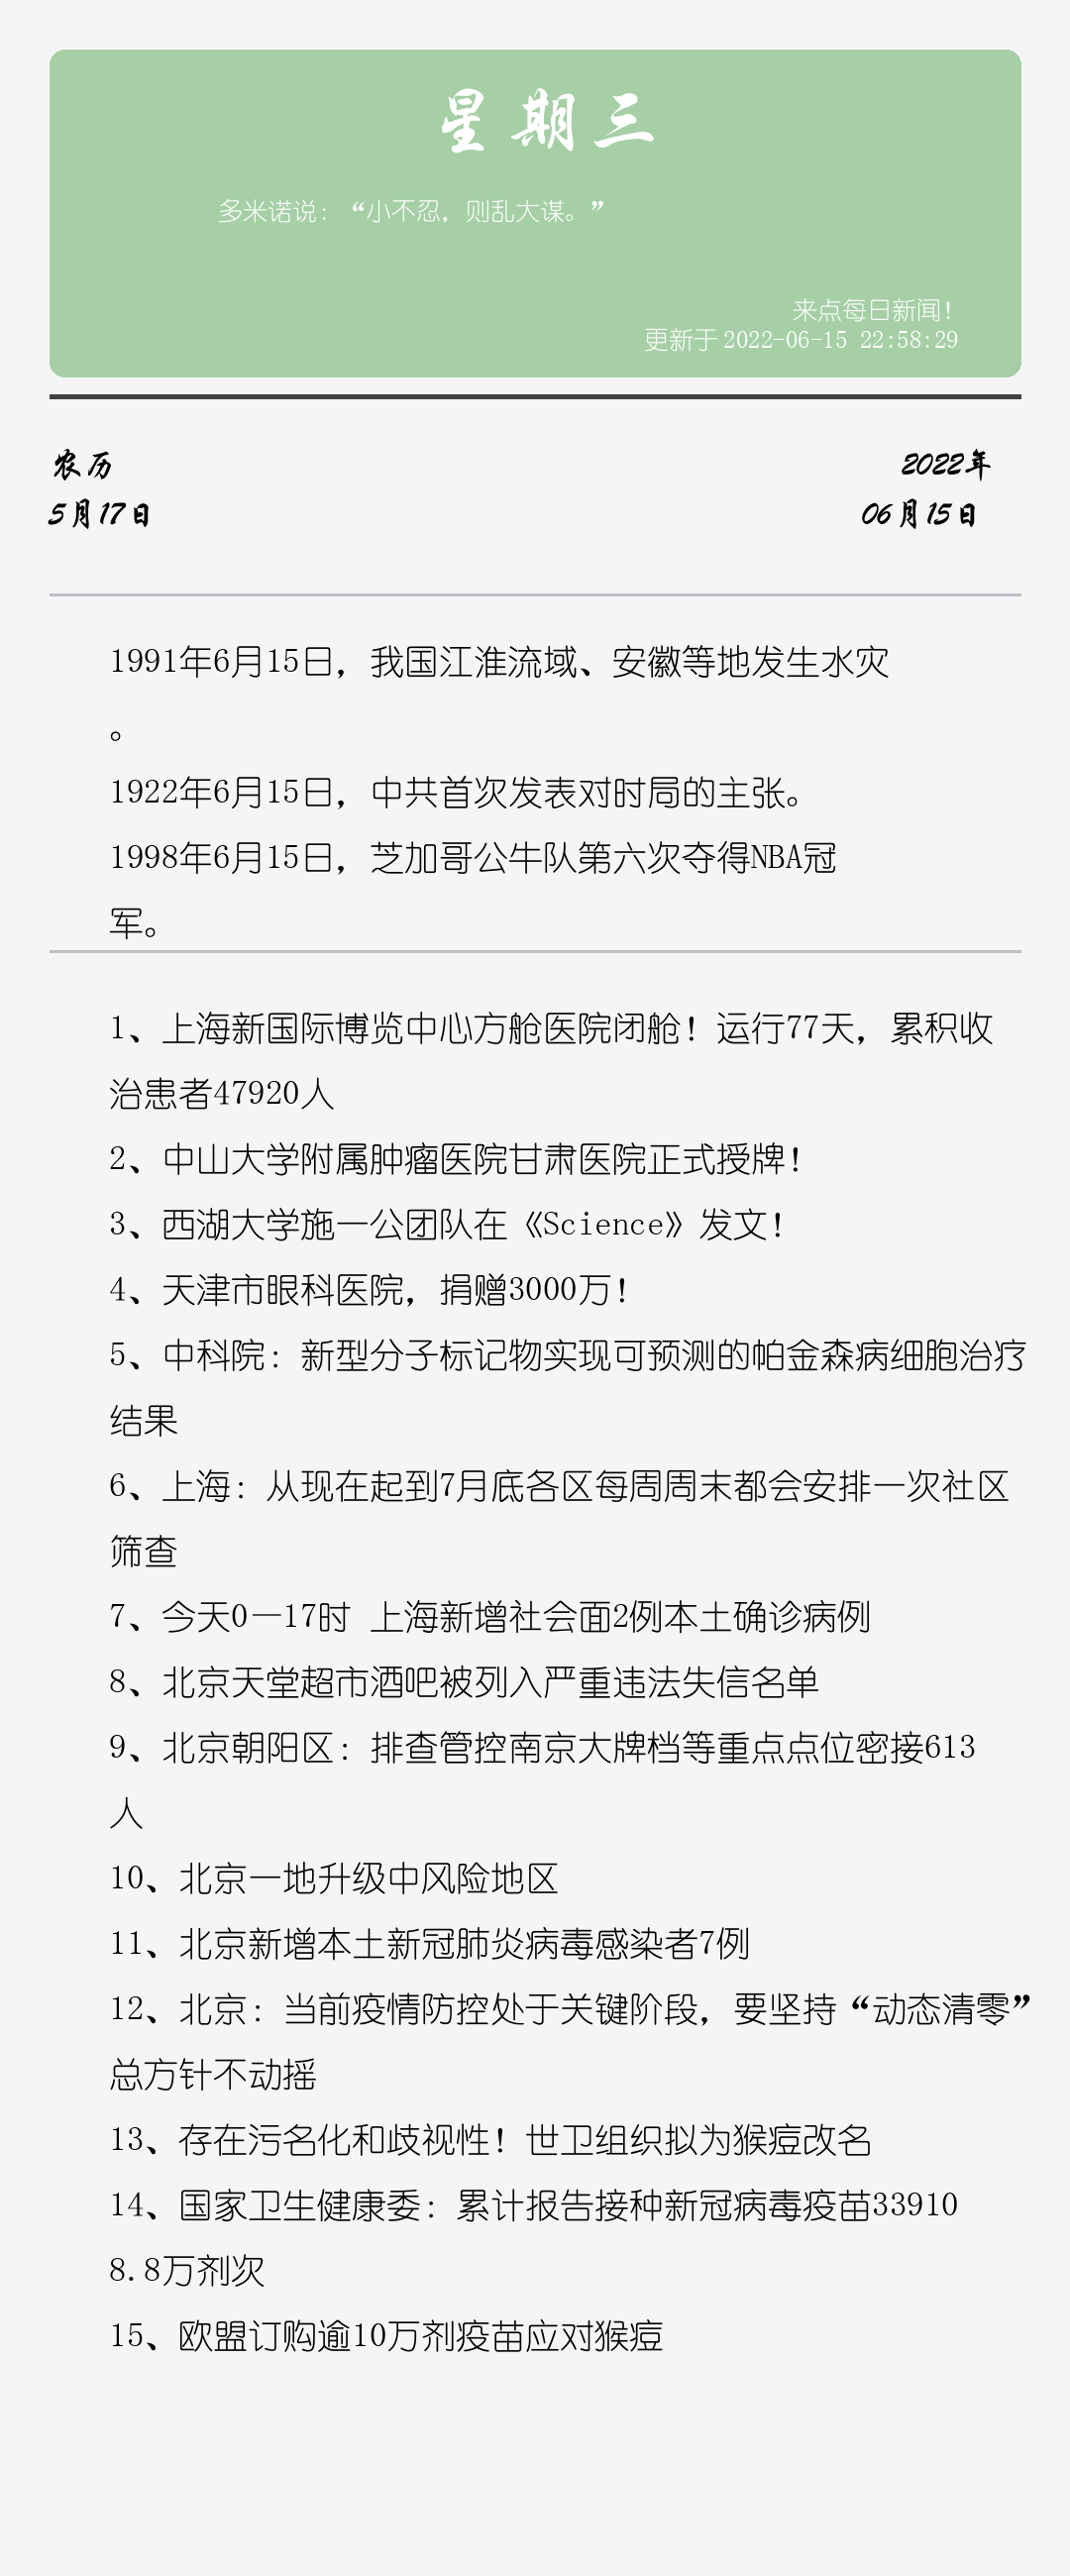 星期三
多米诺说：“小不忍，则乱大谋。”
来点每日新闻！
更新于 2022-06-15 22:58:29
农历
2022年
5月17日
06月15日
1991年6月15日，我国江淮流域、安徽等地发生水灾
。
1922年6月15日，中共首次发表对时局的主张。
1998年6月15日，芝加哥公牛队第六次夺得NBA冠
军。
1、上海新国际博览中心方舱医院闭舱！运行77天，累积收
治患者47920人
2、中山大学附属肿瘤医院甘肃医院正式授牌！
3、西湖大学施一公团队在《Science》发文！
4、天津市眼科医院，捐赠3000万！
5、中科院：新型分子标记物实现可预测的帕金森病细胞治疗
结果
6、上海：从现在起到7月底各区每周周末都会安排一次社区
筛查
7、今天0—17时 上海新增社会面2例本土确诊病例
8、北京天堂超市酒吧被列入严重违法失信名单
9、北京朝阳区：排查管控南京大牌档等重点点位密接613
人
10、北京一地升级中风险地区
11、北京新增本土新冠肺炎病毒感染者7例
12、北京：当前疫情防控处于关键阶段，要坚持“动态清零”
总方针不动摇
13、存在污名化和歧视性！世卫组织拟为猴痘改名
14、国家卫生健康委：累计报告接种新冠病毒疫苗33910
8.8万剂次
15、欧盟订购逾10万剂疫苗应对猴痘